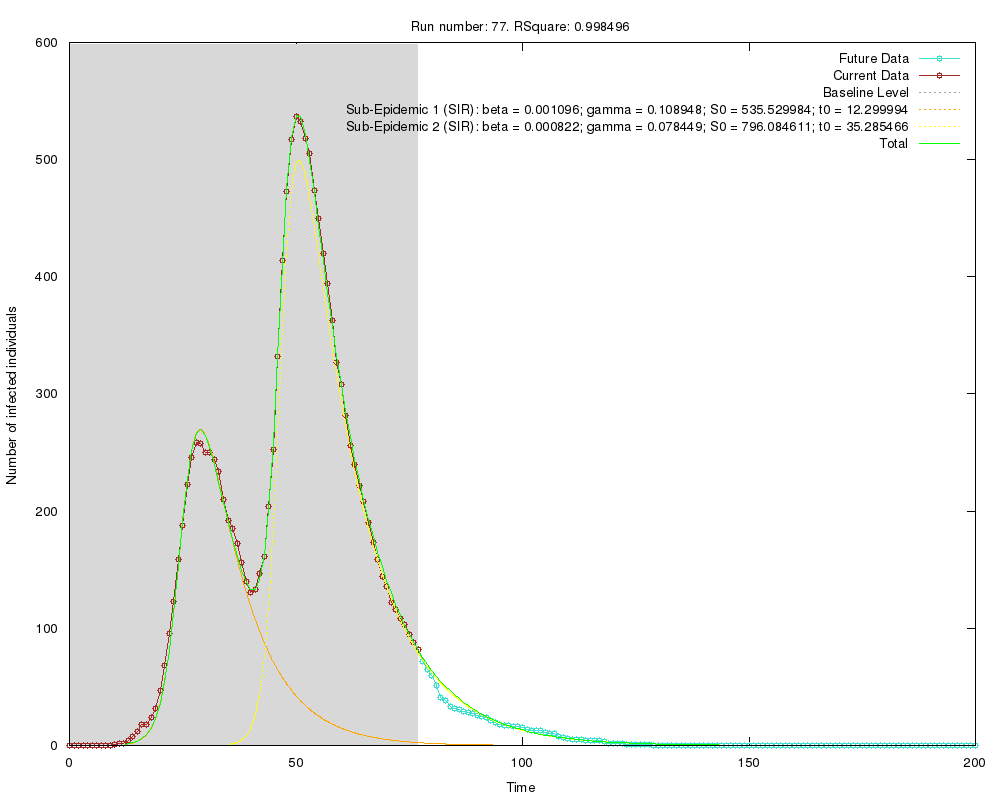 Run number: 77. RSquare: 0.998496
600
Future Data
Current Data
Baseline Level
Sub-Epidemic 1 (SIR): beta = 0.001096; gamma = 0.108948; S0 = 535.529984; t0 = 12.299994
Sub-Epidemic 2 (SIR): beta = 0.000822; gamma = 0.078449; S0 = 796.084611; t0 = 35.285466
Total
500
400
300
200
100
0
Number of infected individuals
0 50 100 150 200
Time